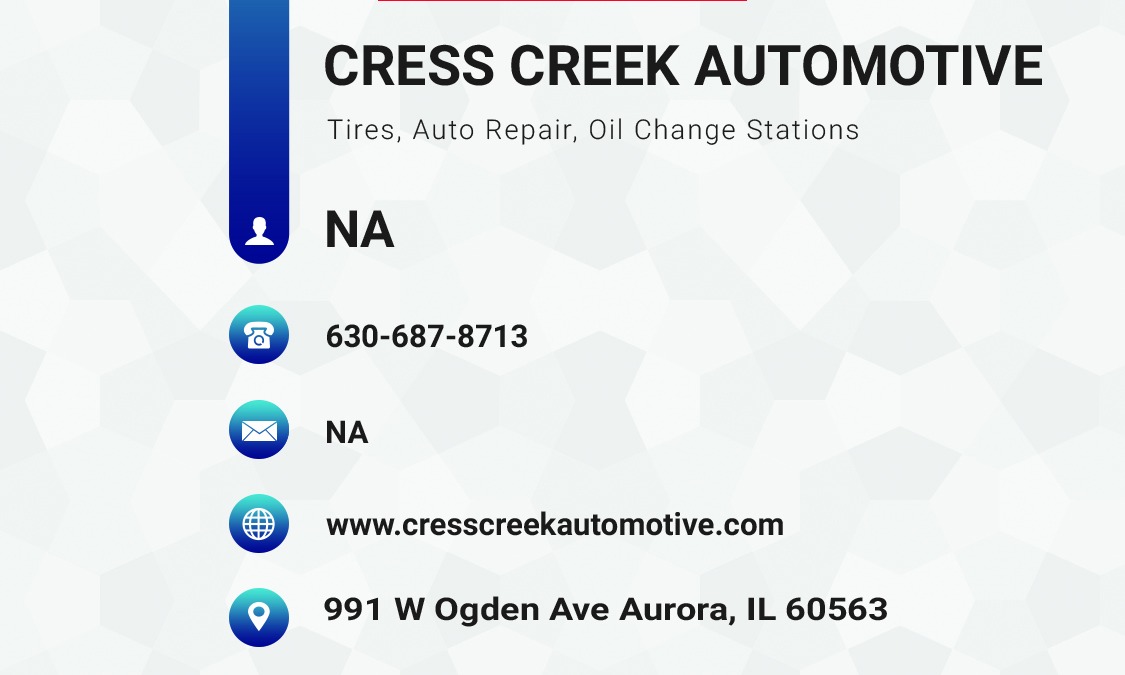 CRESS CREEK AUTOMOTIVE
Tires, Auto Repair, Oil Change Stations
NA
630-687-8713
NA
www.cresscreekautomotive.com
991 W Ogden Ave Aurora, IL 60563